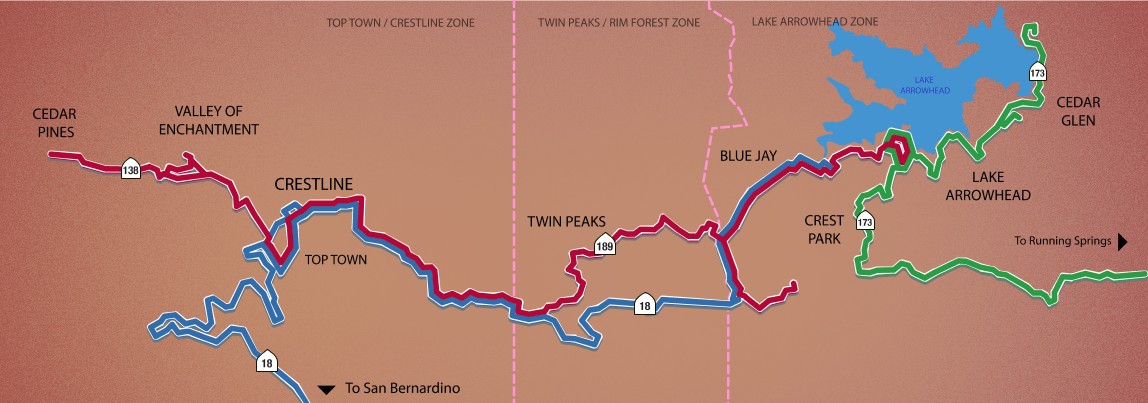 TOP TOWN / CRESTLINE ZONE
TWIN PEAKS / RIM FOREST ZONE
LAKE ARROWHEAD ZONE
LAKE
ARROWHEAD
173
CEDAR
GLEN
CEDAR
PINES
VALLEY OF
ENCHANTMENT
138
BLUE JAY
CRESTLINE
LAKE
ARROWHEAD
TWIN PEAKS
189
CREST
PARK
173
To Running Springs
TOP TOWN
18
18
To San Bernardino